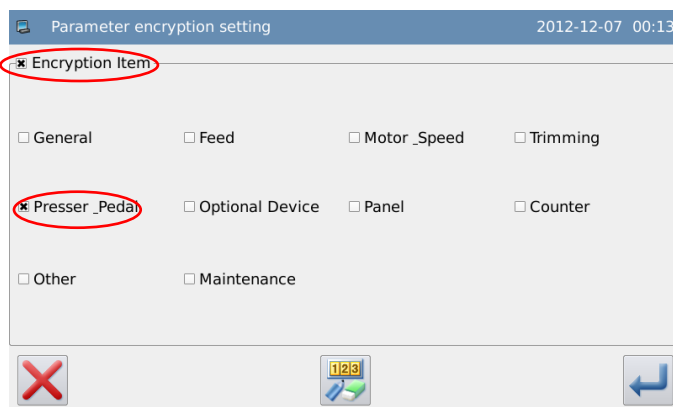 Parameter encryption setting 2012-12-07 00:13
Encryption Item
General Feed Motor _Speed Trimming
Presser _Pedal Optional Device Panel Counter
Other Maintenance
123